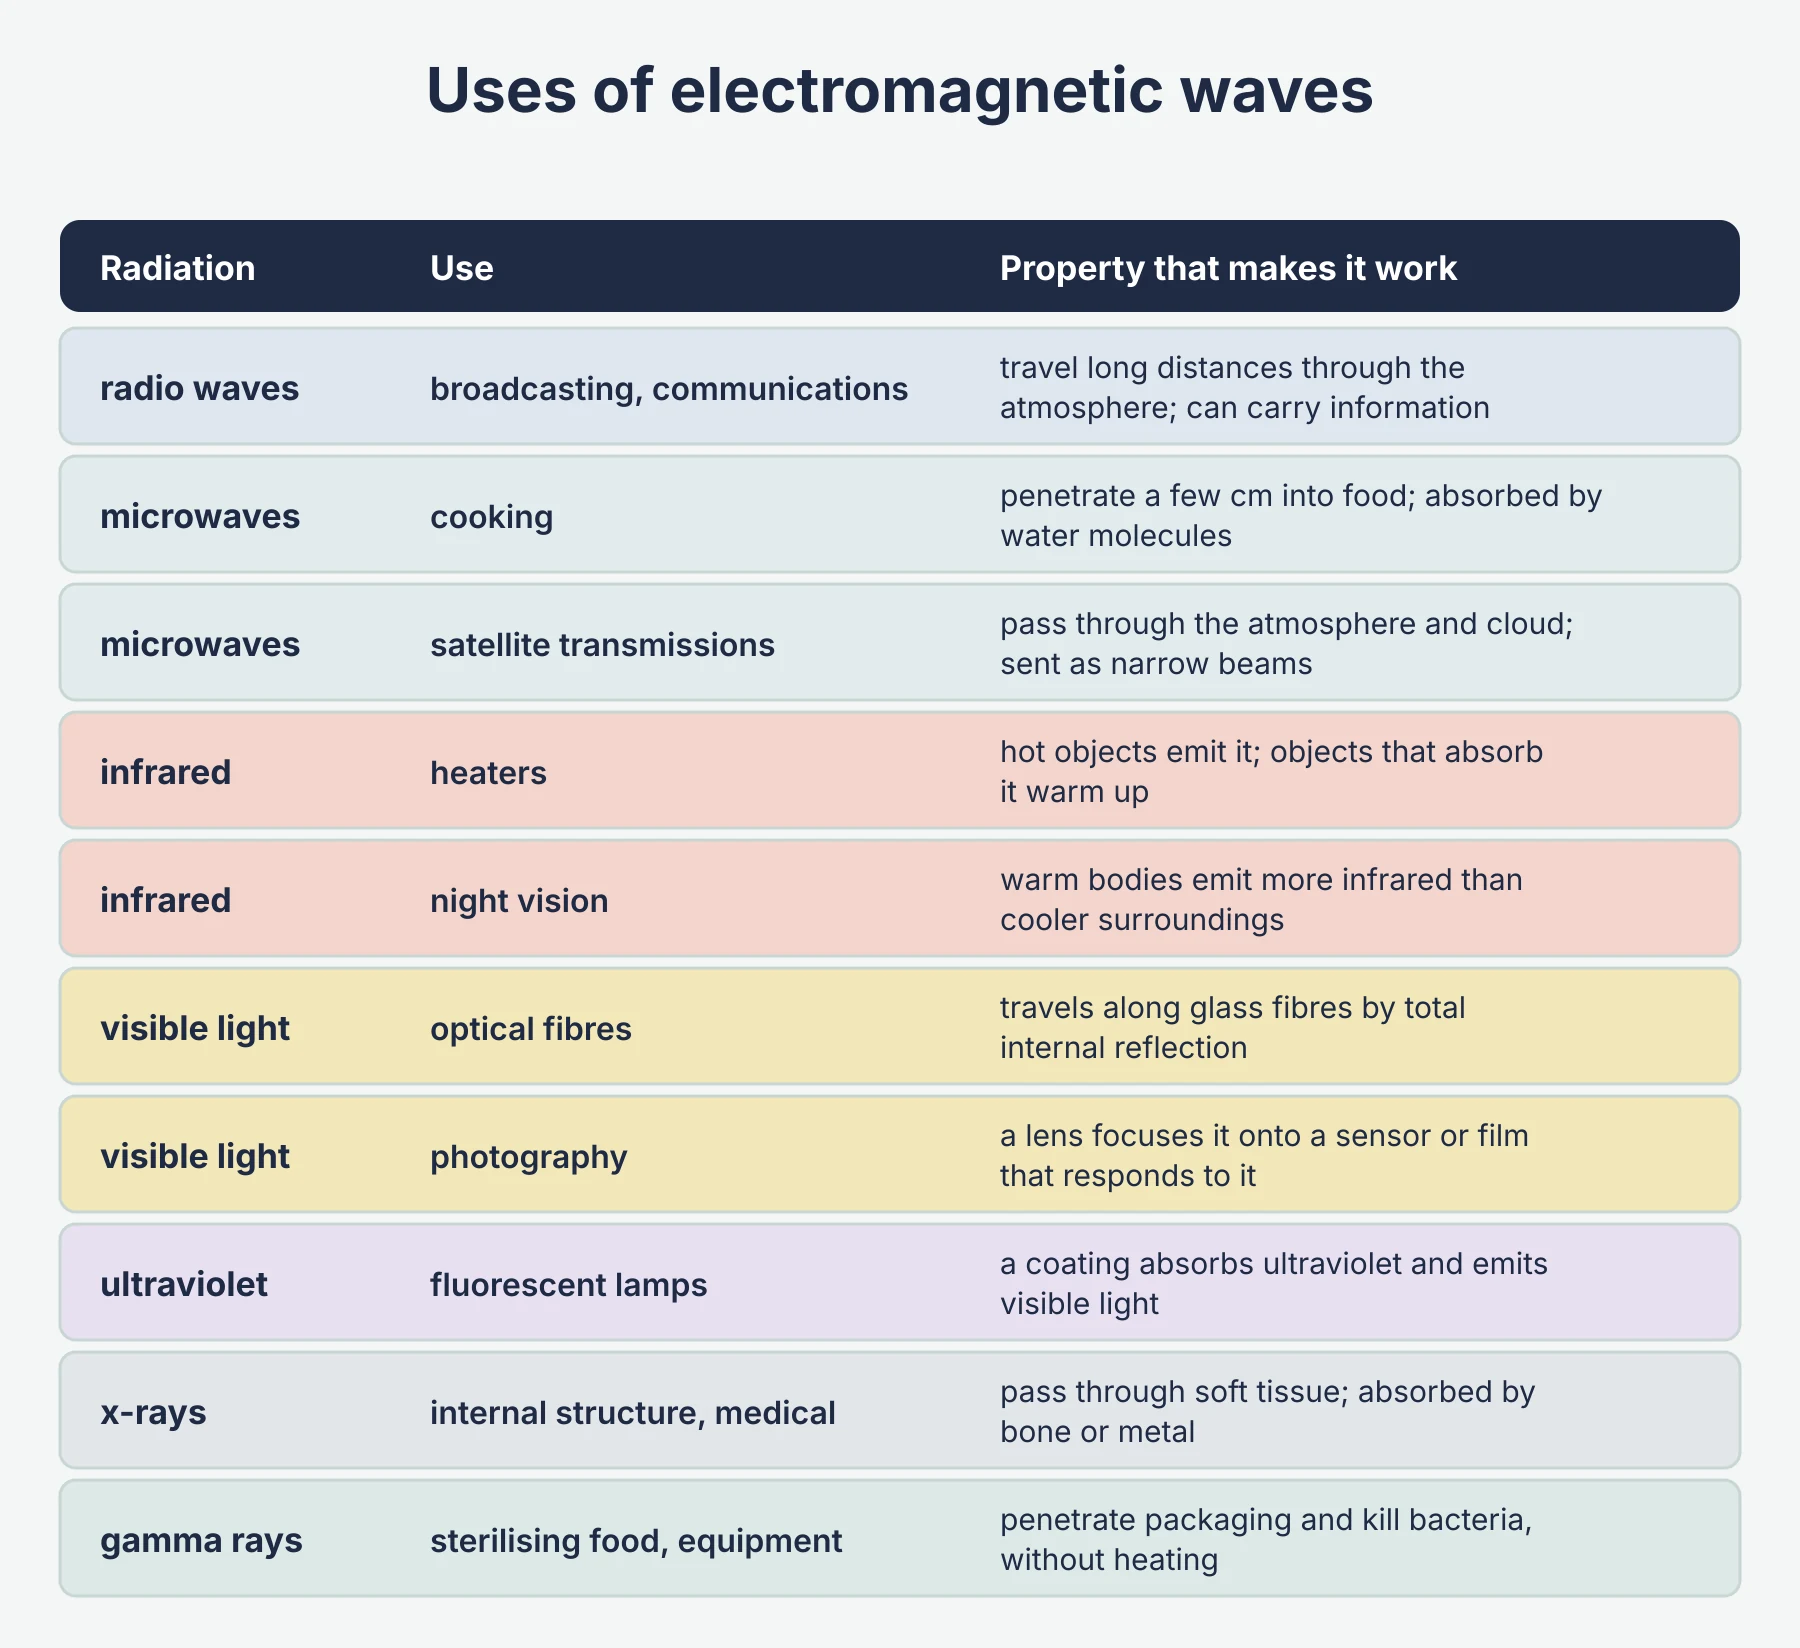 Uses of electromagnetic waves
Radiation Use Property that makes it work
radio waves broadcasting, communications travel long distances through the
atmosphere; can carry information
microwaves cooking penetrate a few cm into food; absorbed by
water molecules
microwaves satellite transmissions pass through the atmosphere and cloud;
sent as narrow beams
infrared heaters hot objects emit it; objects that absorb
it warm up
infrared night vision warm bodies emit more infrared than
cooler surroundings
visible light optical fibres travels along glass fibres by total
internal reflection
visible light photography a lens focuses it onto a sensor or film
that responds to it
ultraviolet fluorescent lamps a coating absorbs ultraviolet and emits
visible light
x-rays internal structure, medical pass through soft tissue; absorbed by
bone or metal
gamma rays sterilising food, equipment penetrate packaging and kill bacteria,
without heating